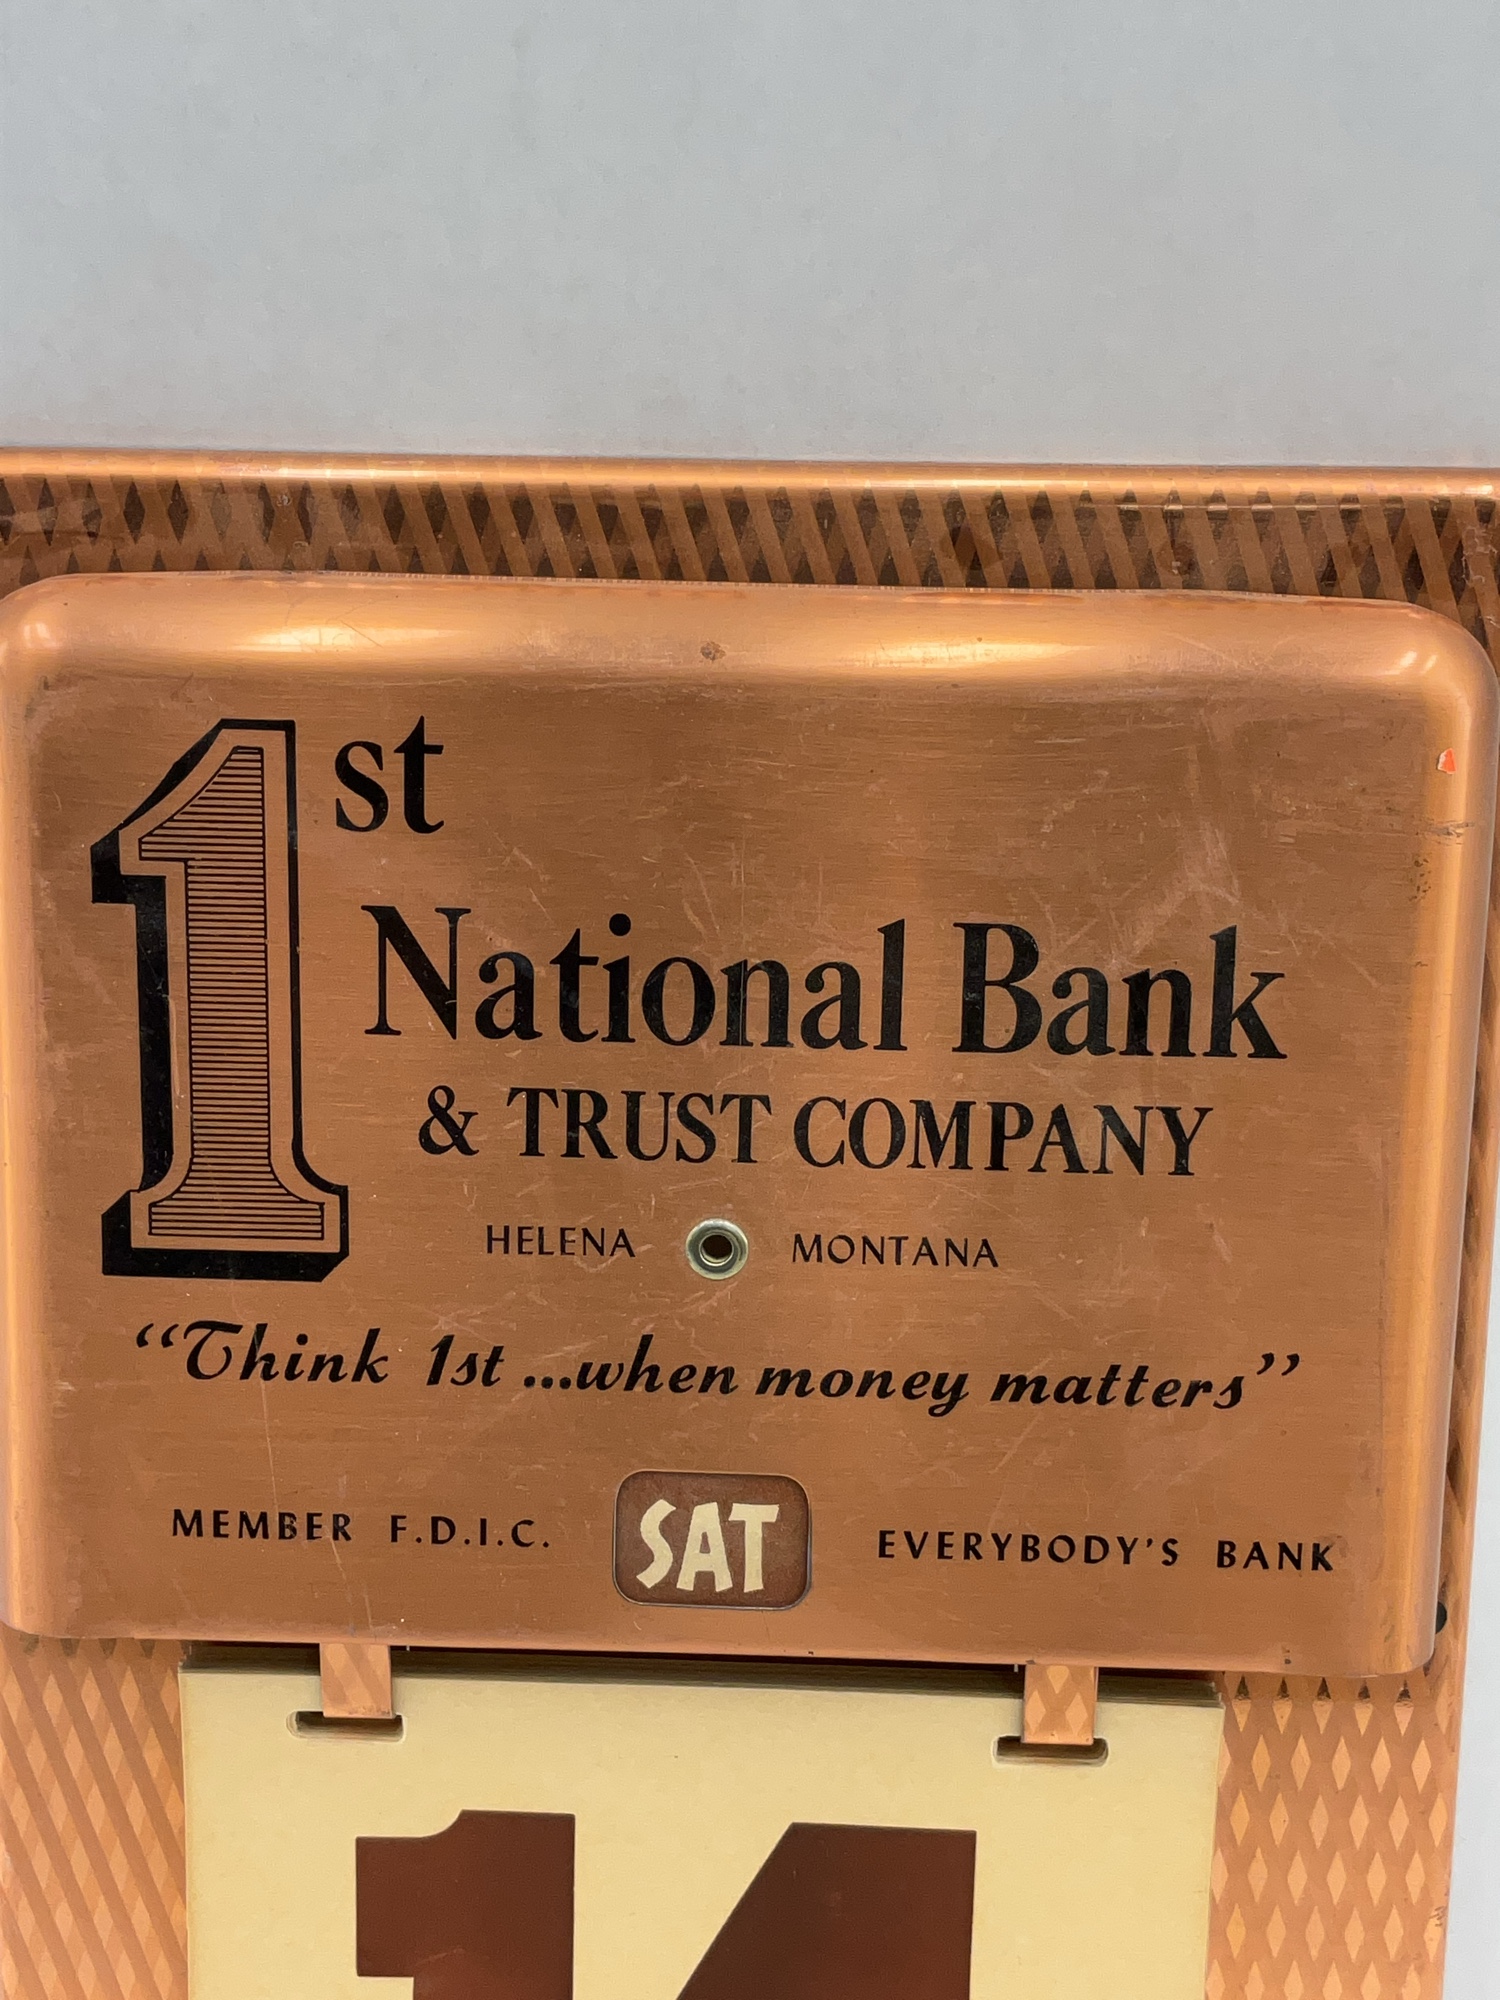 1st
National Bank
& TRUST COMPANY
HELENA MONTANA
“Think 1st ...when money matters”
MEMBER F.D.I.C. SAT EVERYBODY'S BANK
14